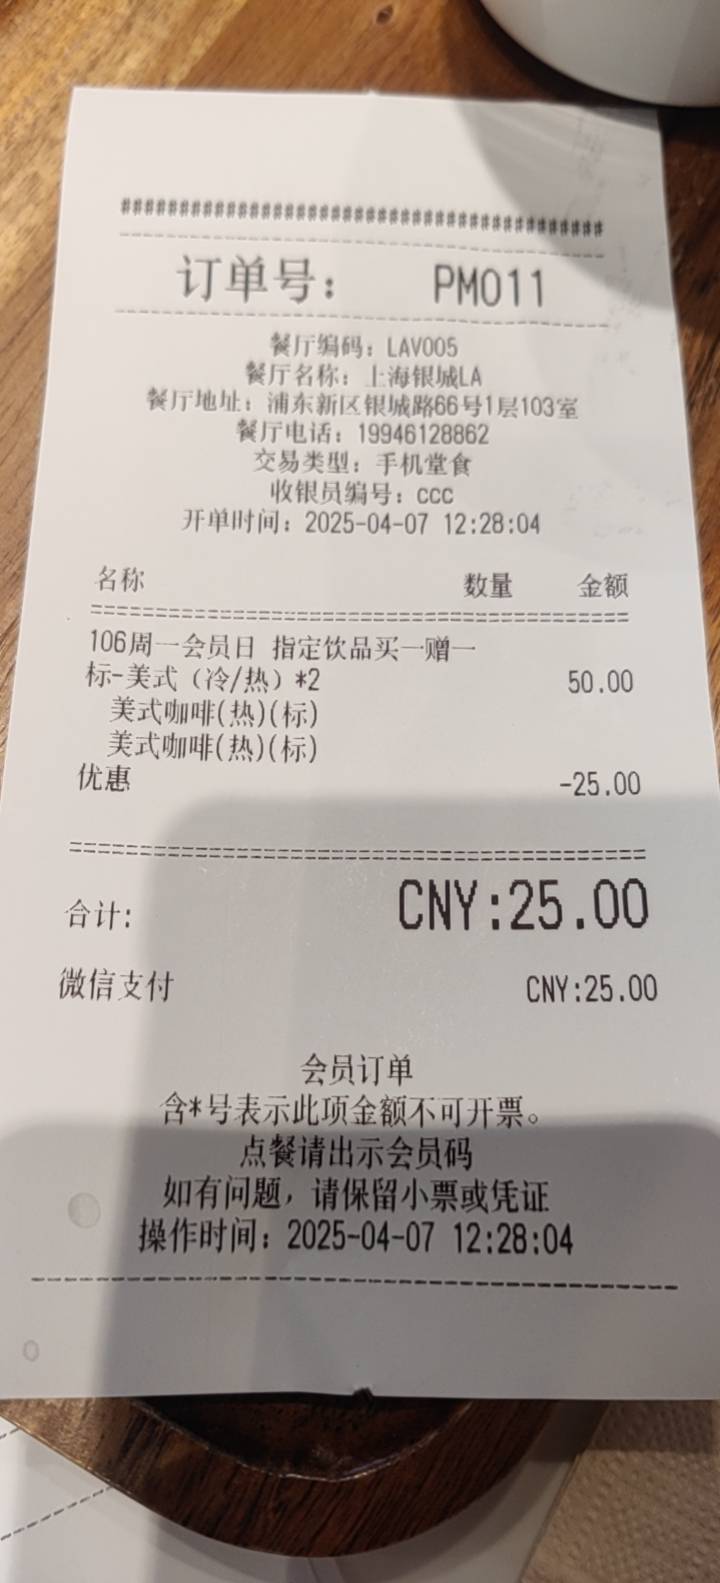 ########################################
订单号： PM011
餐厅编码：LAV005
餐厅名称：上海银城LA
餐厅地址：浦东新区银城路66号1层103室
餐厅电话：19946128862
交易类型：手机堂食
收银员编号：ccc
开单时间：2025-04-07 12:28:04
名称 数量 金额
106周一会员日 指定饮品买一赠一
标-美式（冷/热）*2 50.00
美式咖啡(热)(标)
美式咖啡(热)(标)
优惠 -25.00
合计: CNY:25.00
微信支付 CNY:25.00
会员订单
含*号表示此项金额不可开票。
点餐请出示会员码
如有问题，请保留小票或凭证
操作时间：2025-04-07 12:28:04